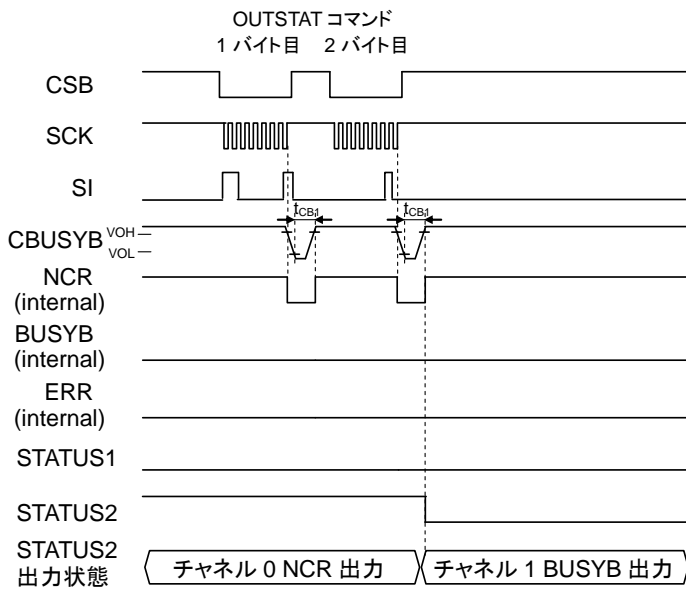 OUTSTAT コマンド
1 バイト目 2 バイト目
CSB
SCK
SI
tCB1 tCB1
CBUSYB VOH
VOL
NCR
(internal)
BUSYB
(internal)
ERR
(internal)
STATUS1
STATUS2
STATUS2
出力状態
チャネル 0 NCR 出力 チャネル 1 BUSYB 出力